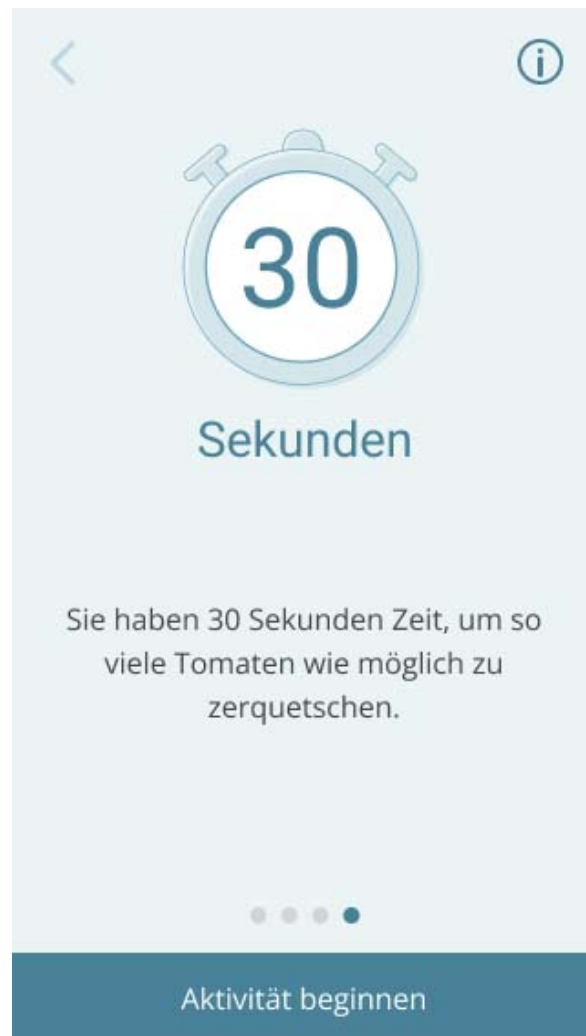 30
Sekunden
Sie haben 30 Sekunden Zeit, um so
viele Tomaten wie möglich zu
zerquetschen.
Aktivität beginnen